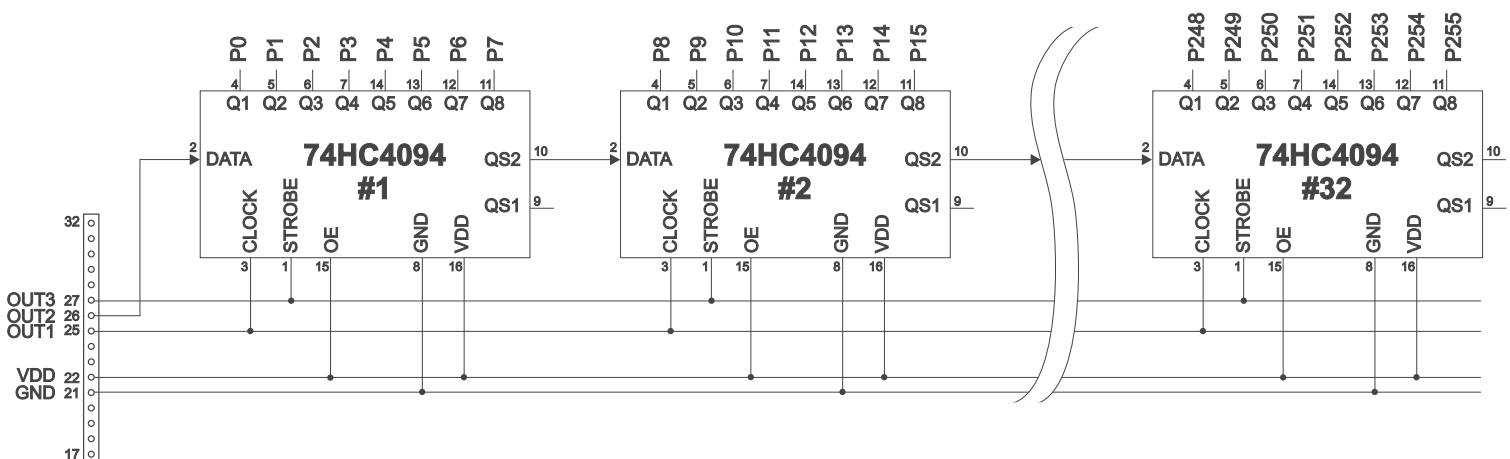 P0 P1 P2 P3 P4 P5 P6 P7 P8 P9 P10 P11 P12 P13 P14 P15 P248 P249 P250 P251 P252 P253 P254 P255
4 5 6 7 14 13 12 11 4 5 6 7 14 13 12 11 4 5 6 7 14 13 12 11
Q1 Q2 Q3 Q4 Q5 Q6 Q7 Q8 Q1 Q2 Q3 Q4 Q5 Q6 Q7 Q8 Q1 Q2 Q3 Q4 Q5 Q6 Q7 Q8
2 DATA 74HC4094 QS2 10 2 DATA 74HC4094 QS2 10 2 DATA 74HC4094 QS2 10
#1 #2 #32
QS1 9 QS1 9 QS1 9
CLOCK STROBE OE GND VDD CLOCK STROBE OE GND VDD CLOCK STROBE OE GND VDD
3 1 15 8 16 3 1 15 8 16 3 1 15 8 16
32
OUT3 27
OUT2 26
OUT1 25
VDD 22
GND 21
17